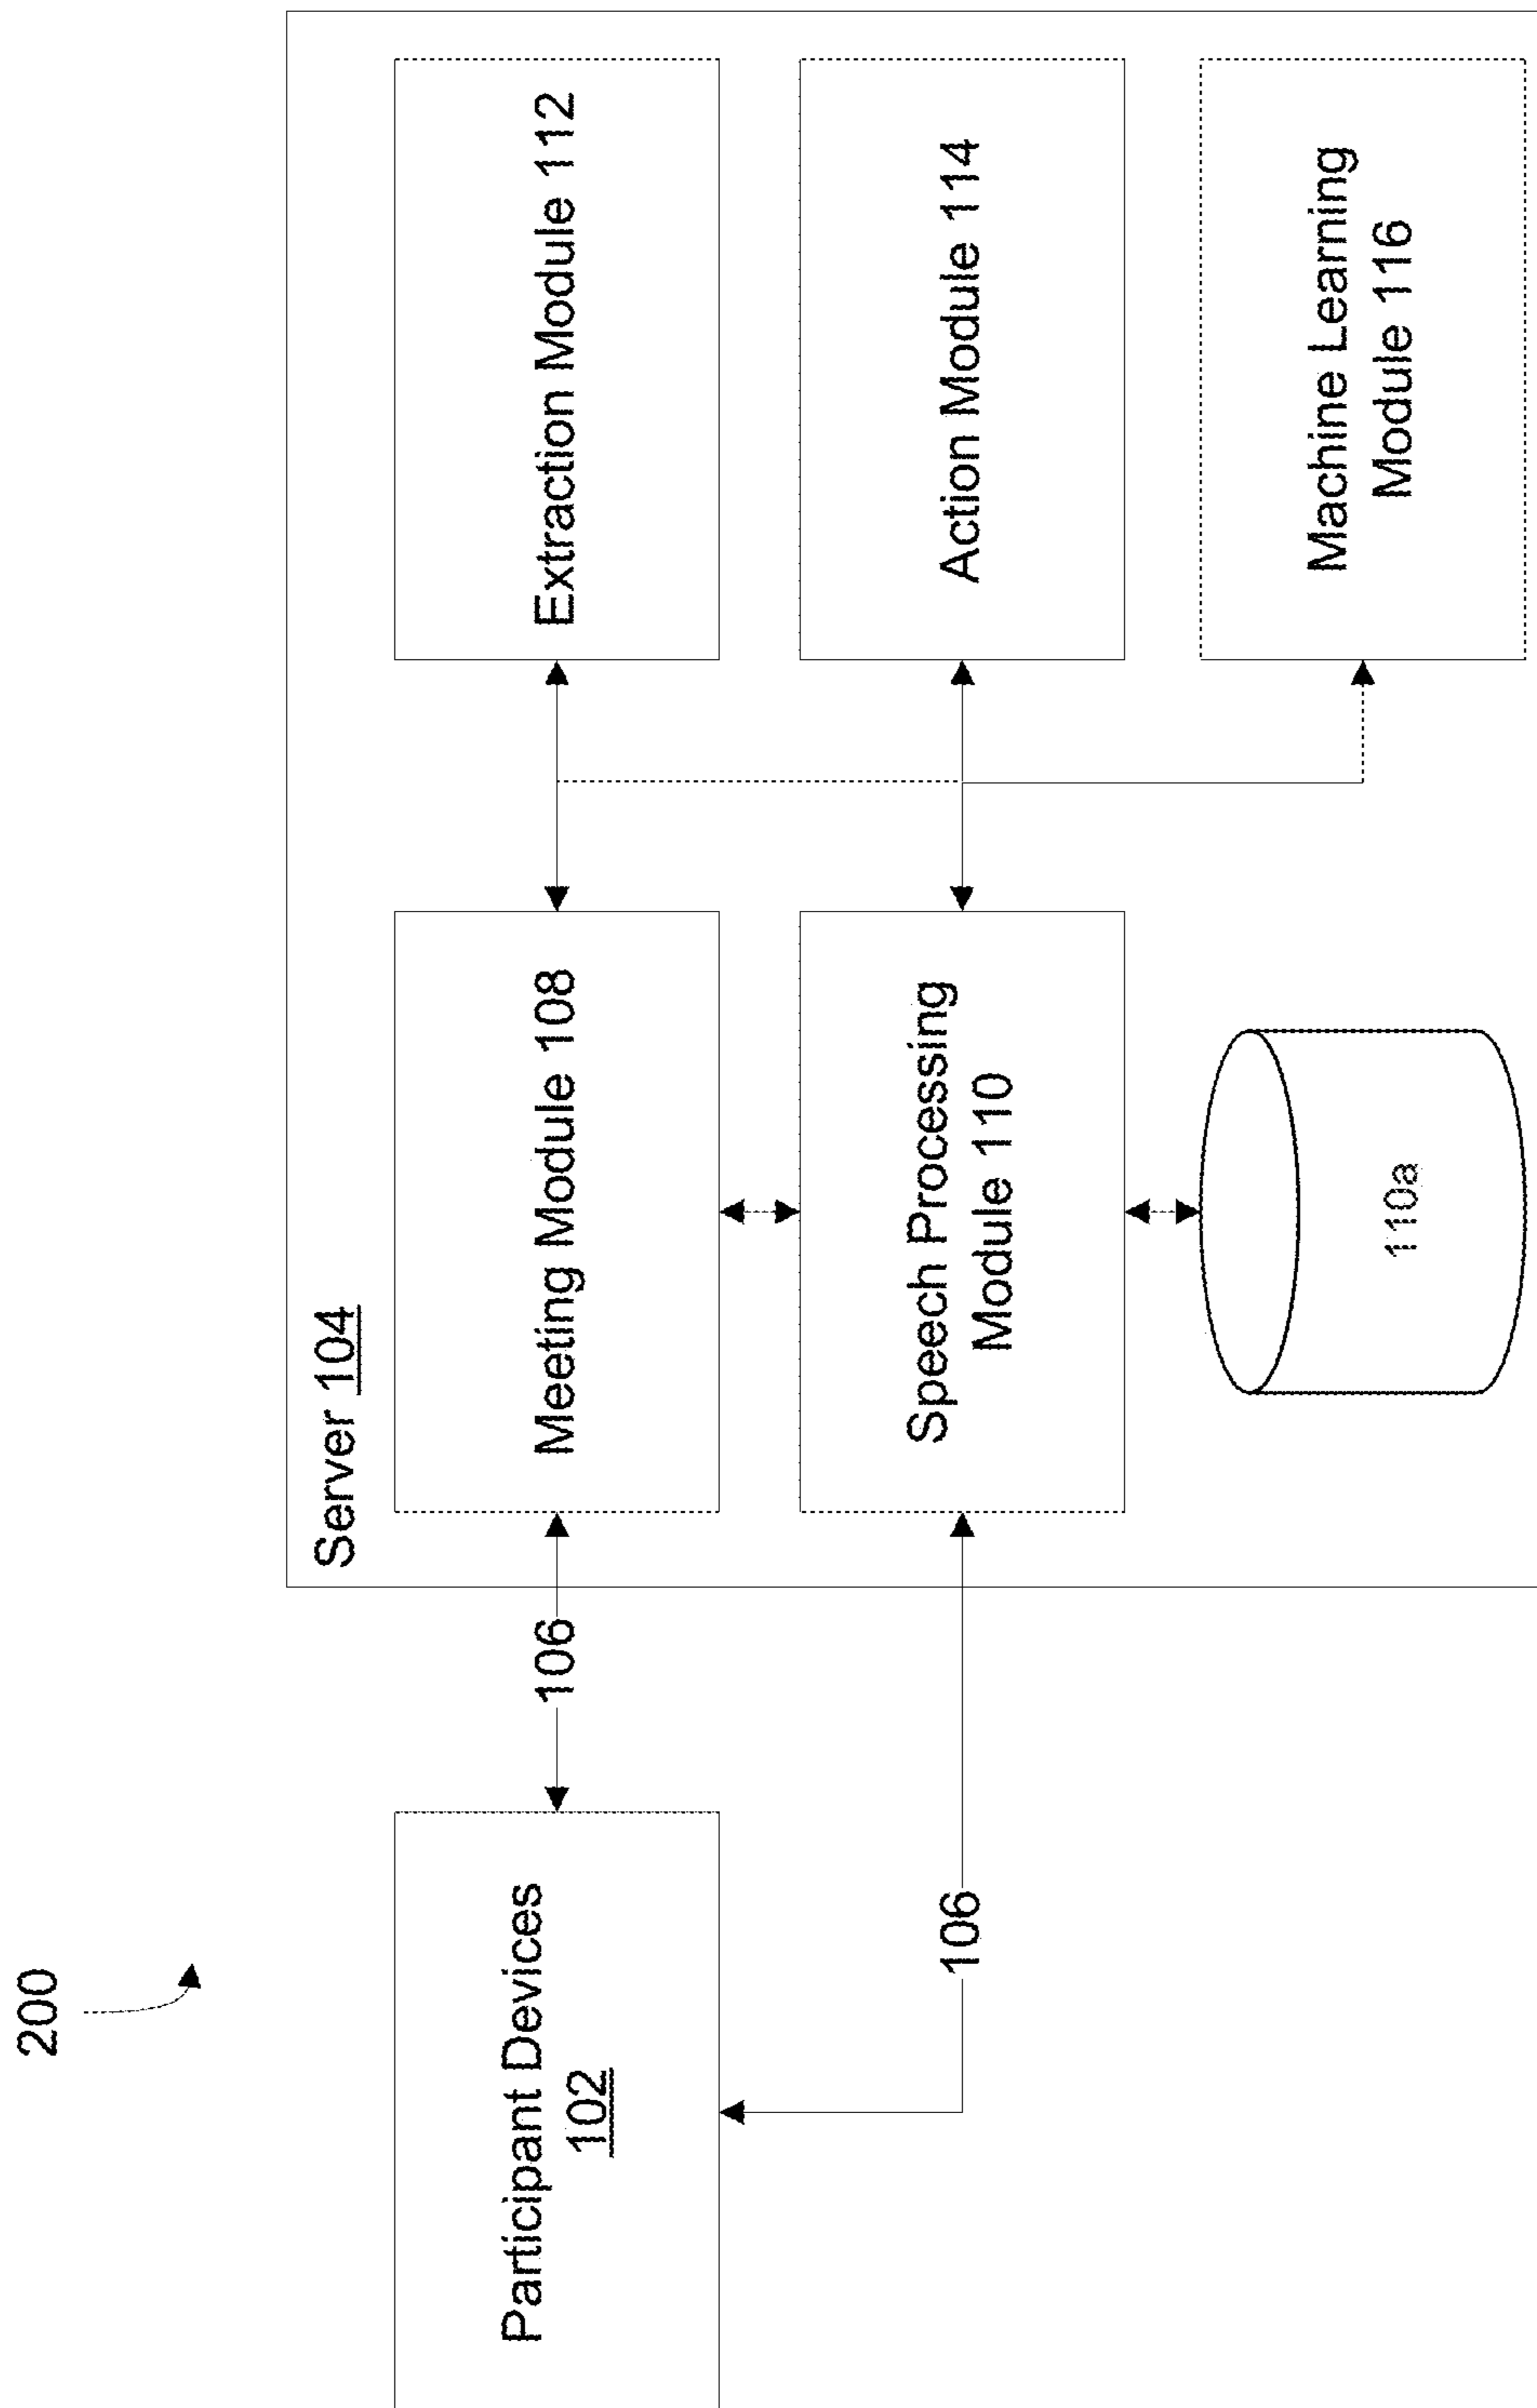 200
Participant Devices
102
106
106
Server 104
Meeting Module 108
Speech Processing
Module 110
110a
Extraction Module 112
Action Module 114
Machine Learning
Module 116